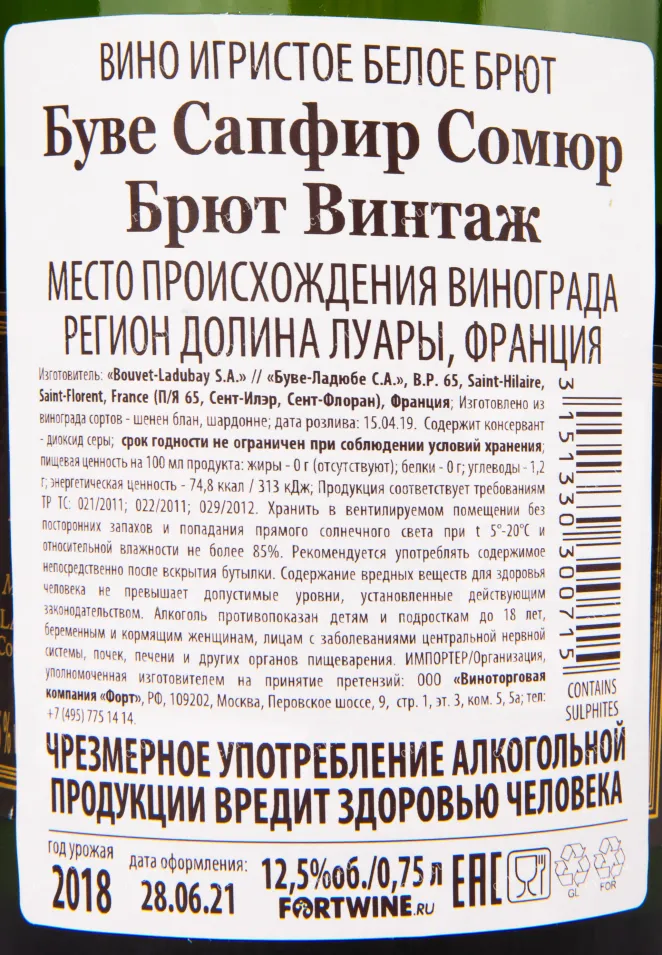 ВИНО ИГРИСТОЕ БЕЛОЕ БРЮТ
Буве Сапфир Сомюр
Брют Винтаж
МЕСТО ПРОИСХОЖДЕНИЯ ВИНОГРАДА
РЕГИОН ДОЛИНА ЛУАРЫ, ФРАНЦИЯ
Изготовитель: «Bouvet-Ladubay S.A.» // «Буве-Ладюбе С.А.», B.P. 65, Saint-Hilaire,
Saint-Florent, France (П/Я 65, Сент-Илэр, Сент-Флоран), Франция; Изготовлено из
винограда сортов - шенен блан, шардонне; дата розлива: 15.04.19. Содержит консервант
- диоксид серы; срок годности не ограничен при соблюдении условий хранения;
пищевая ценность на 100 мл продукта: жиры - 0 г (отсутствуют); белки - 0 г; углеводы - 1,2
г; энергетическая ценность - 74,8 ккал / 313 кДж; Продукция соответствует требованиям
ТР ТС: 021/2011; 022/2011; 029/2012. Хранить в вентилируемом помещении без
посторонних запахов и попадания прямого солнечного света при t 5°-20°C и
относительной влажности не более 85%. Рекомендуется употреблять содержимое
непосредственно после вскрытия бутылки. Содержание вредных веществ для здоровья
человека не превышает допустимые уровни, установленные действующим
законодательством. Алкоголь противопоказан детям и подросткам до 18 лет,
беременным и кормящим женщинам, лицам с заболеваниями центральной нервной
системы, почек, печени и других органов пищеварения. ИМПОРТЕР/Организация,
уполномоченная изготовителем на принятие претензий: ООО «Виноторговая
компания «Форт», РФ, 109202, Москва, Перовское шоссе, 9, стр. 1, эт. 3, ком. 5, 5а; тел:
+7 (495) 775 14 14.
3 151330 300715
CONTAINS
SULPHITES
ЧРЕЗМЕРНОЕ УПОТРЕБЛЕНИЕ АЛКОГОЛЬНОЙ
ПРОДУКЦИИ ВРЕДИТ ЗДОРОВЬЮ ЧЕЛОВЕКА
год урожая
2018
дата оформления:
28.06.21
12,5%об./0,75 л
FORTWINE.RU
EAC
GL
FOR